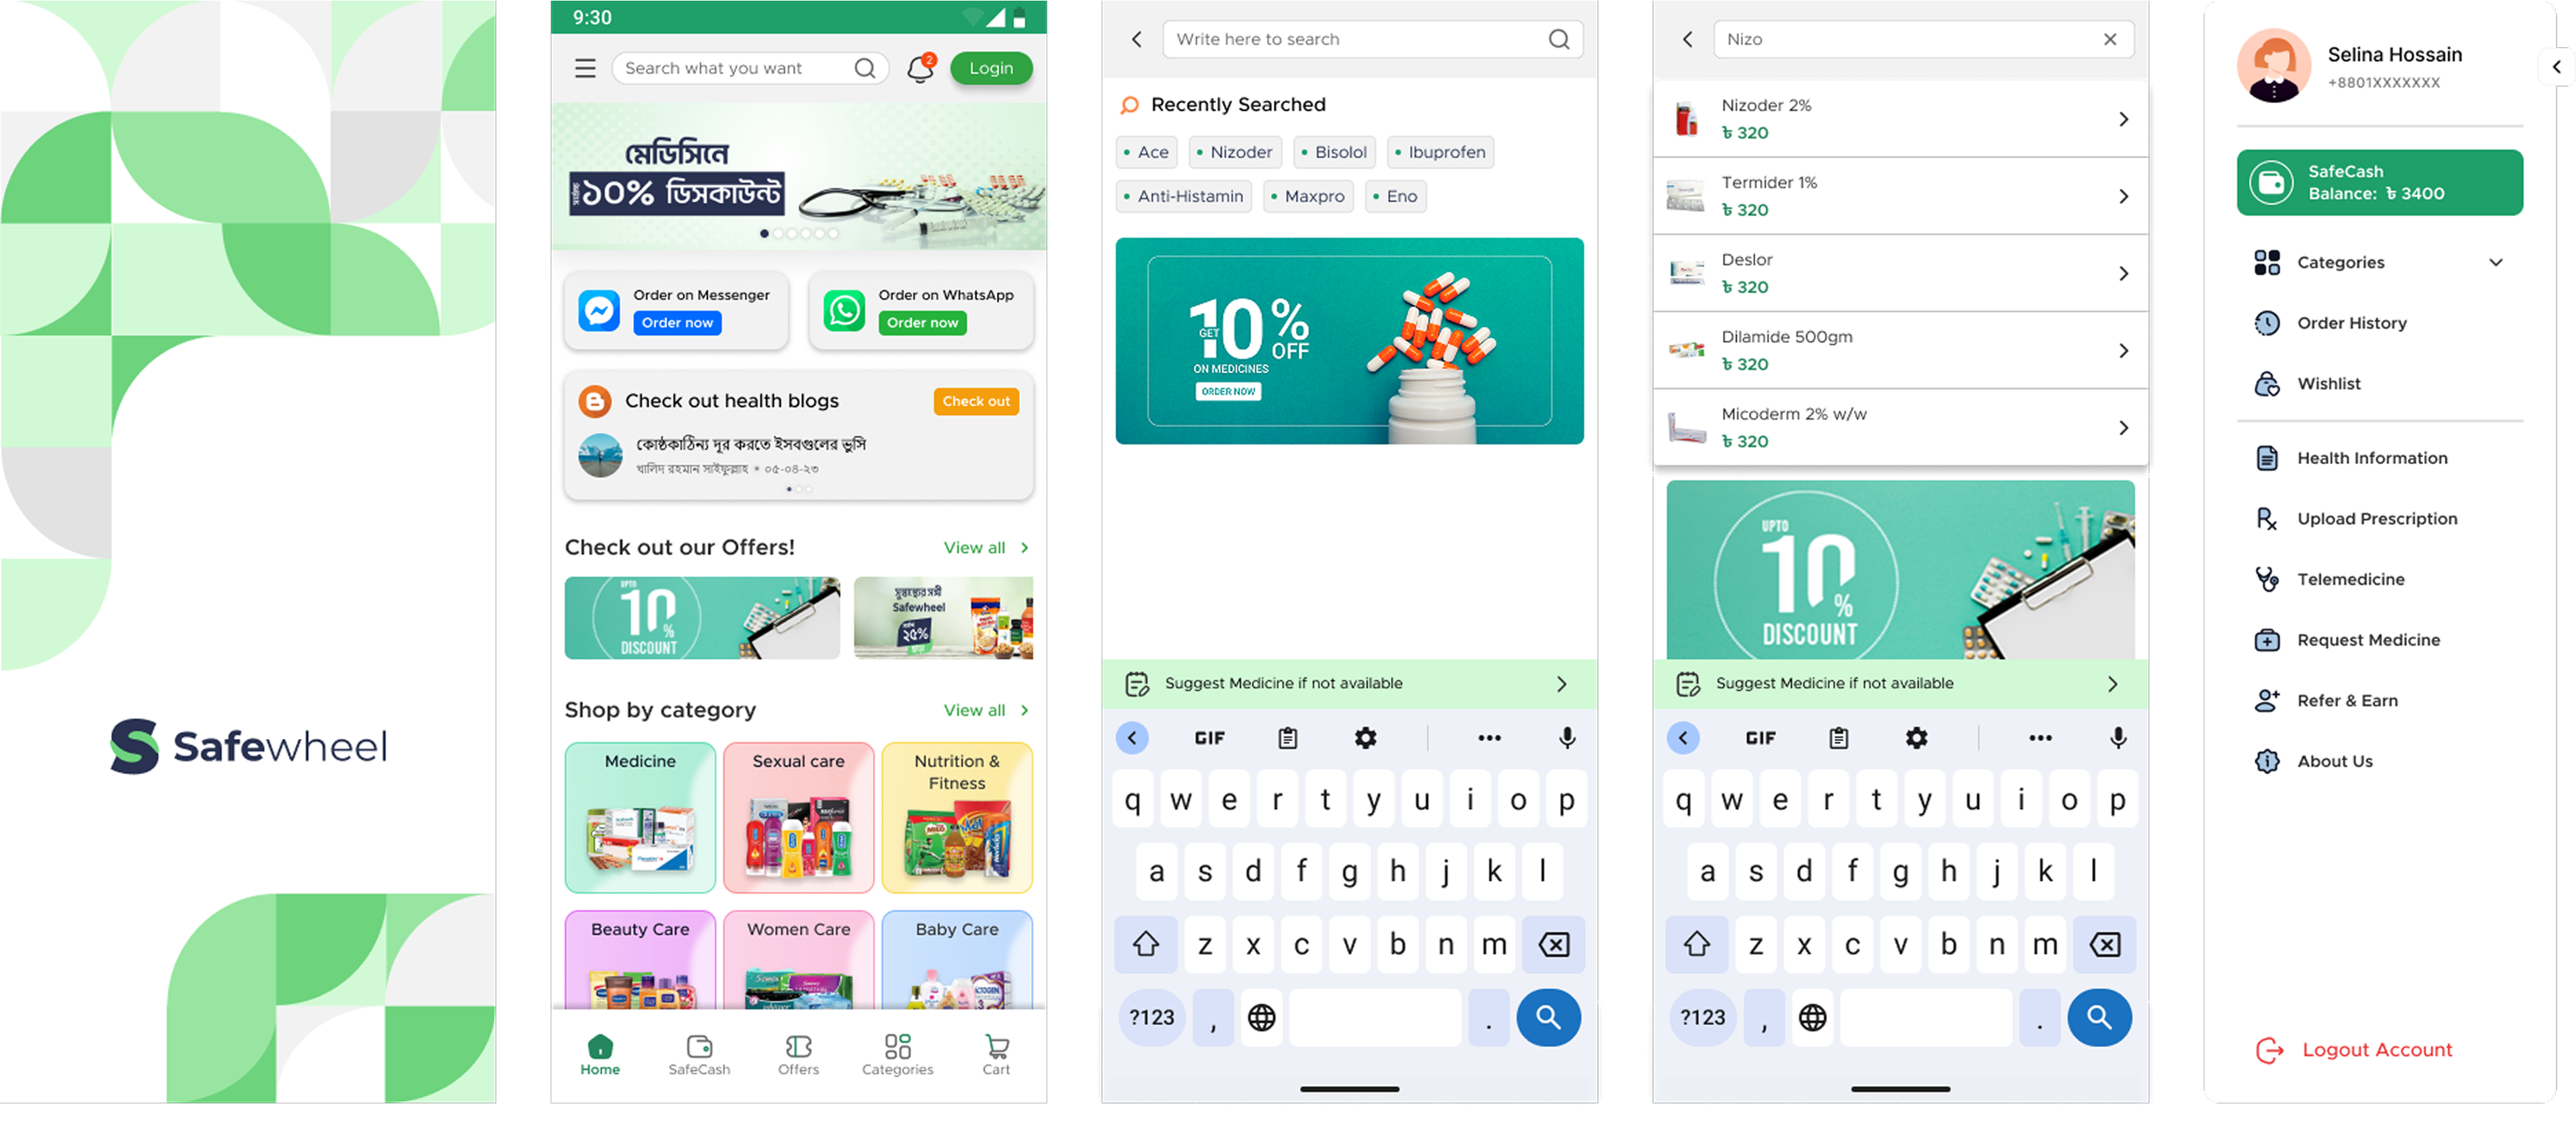 Safewheel
9:30
Search what you want
2
Login
মেডিসিনে
১০% ডিসকাউন্ট
Order on Messenger
Order now
Order on WhatsApp
Order now
Check out health blogs
Check out
কোষ্ঠকাঠিন্য দূর করতে ইসবগুলের ভুসি
খালিদ রহমান সাইফুল্লাহ • ০৫-০৪-২৩
Check out our Offers!
View all
UPTO
10%
DISCOUNT
সুস্বাস্থ্যের সঙ্গী
Safewheel
২৫%
Shop by category
View all
Medicine
Sexual care
Nutrition &
Fitness
Beauty Care
Women Care
Baby Care
Home
SafeCash
Offers
Categories
Cart
Write here to search
Recently Searched
• Ace
• Nizoder
• Bisolol
• Ibuprofen
• Anti-Histamin
• Maxpro
• Eno
GET
10%
OFF
ON MEDICINES
ORDER NOW
Suggest Medicine if not available
GIF
q w e r t y u i o p
a s d f g h j k l
z x c v b n m
?123 , .
Nizo
Nizoder 2%
৳ 320
Termider 1%
৳ 320
Deslor
৳ 320
Dilamide 500gm
৳ 320
Micoderm 2% w/w
৳ 320
UPTO
10%
DISCOUNT
Suggest Medicine if not available
GIF
q w e r t y u i o p
a s d f g h j k l
z x c v b n m
?123 , .
Selina Hossain
+8801XXXXXXX
SafeCash
Balance: ৳ 3400
Categories
Order History
Wishlist
Health Information
Upload Prescription
Telemedicine
Request Medicine
Refer & Earn
About Us
Logout Account